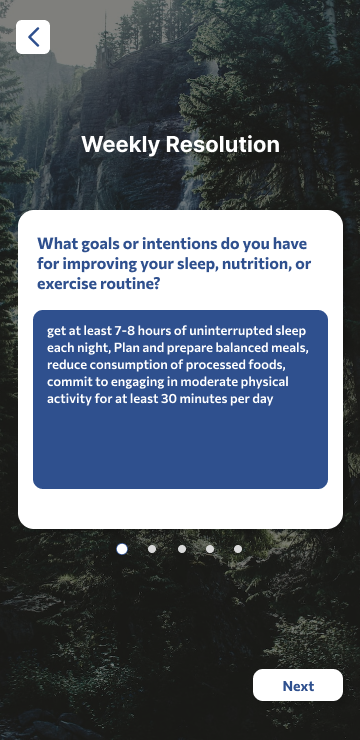 Weekly Resolution
What goals or intentions do you have
for improving your sleep, nutrition, or
exercise routine?
get at least 7-8 hours of uninterrupted sleep
each night, Plan and prepare balanced meals,
reduce consumption of processed foods,
commit to engaging in moderate physical
activity for at least 30 minutes per day
Next